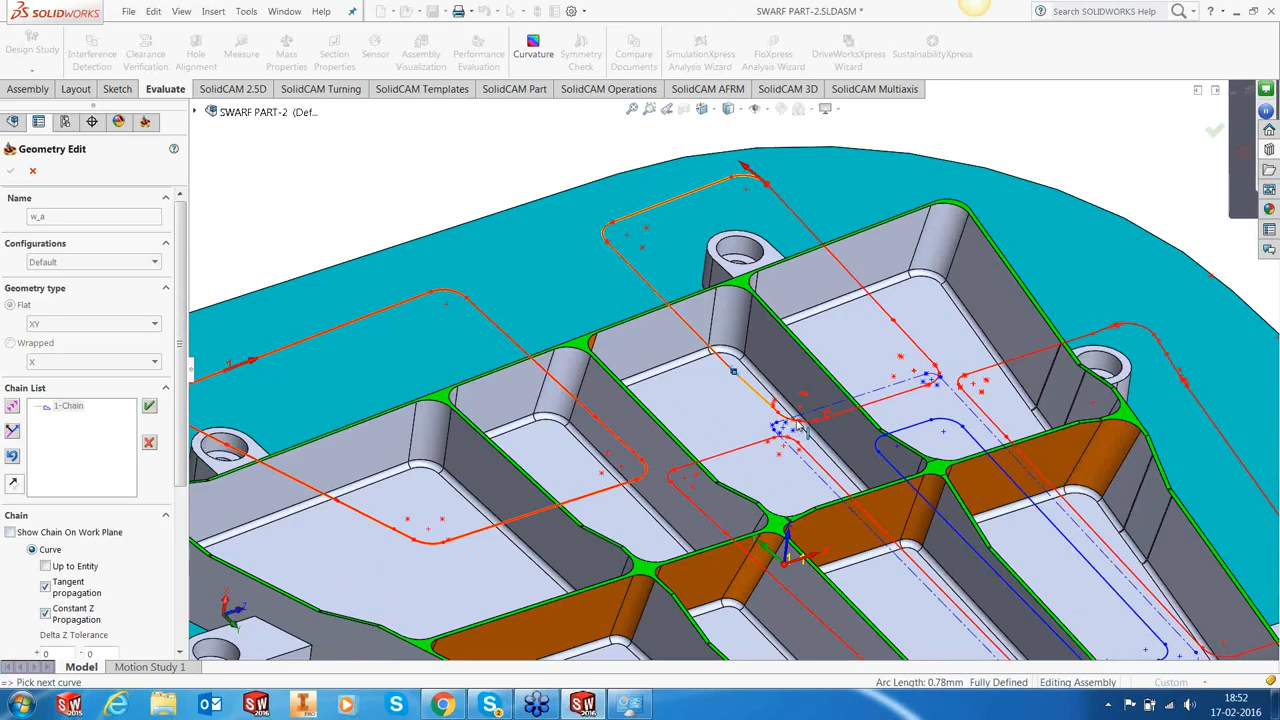 SOLIDWORKS File Edit View Insert Tools Window Help SWARF PART-2.SLDASM * Search SOLIDWORKS Help
Design Study Interference Detection Clearance Verification Hole Alignment Measure Mass Properties Section Properties Sensor Assembly Visualization Performance Evaluation Curvature Symmetry Check Compare Documents SimulationXpress Analysis Wizard FloXpress Analysis Wizard DriveWorksXpress Wizard SustainabilityXpress
Assembly Layout Sketch Evaluate SolidCAM 2.5D SolidCAM Turning SolidCAM Templates SolidCAM Part SolidCAM Operations SolidCAM AFRM SolidCAM 3D SolidCAM Multiaxis
SWARF PART-2 (Def...
Geometry Edit
Name
w_a
Configurations
Default
Geometry type
Flat
XY
Wrapped
X
Chain List
1-Chain
Chain
Show Chain On Work Plane
Curve
Up to Entity
Tangent propagation
Constant Z Propagation
Delta Z Tolerance
+ 0 - 0
Model Motion Study 1
=> Pick next curve Arc Length: 0.78mm Fully Defined Editing Assembly Custom
18:52
17-02-2016